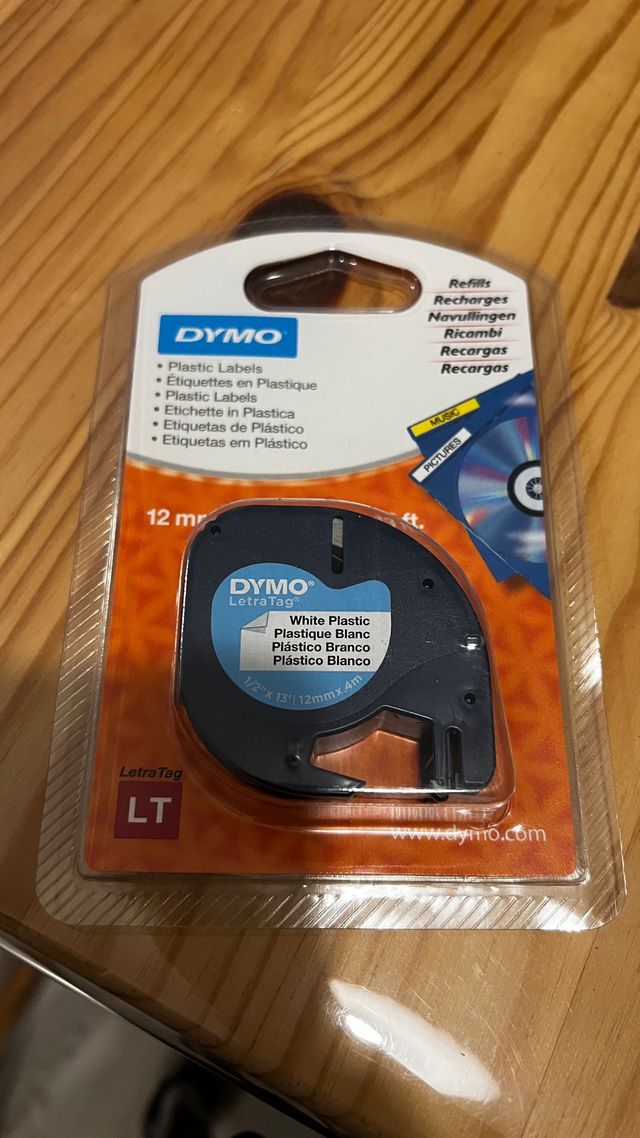 Refills
Recharges
Navullingen
Ricambi
Recargas
Recargas
DYMO®
• Plastic Labels
• Étiquettes en Plastique
• Plastic Labels
• Etichette in Plastica
• Etiquetas de Plástico
• Etiquetas em Plástico
MUSIC
PICTURES
12 ft.
DYMO®
LetraTag®
White Plastic
Plastique Blanc
Plástico Branco
Plástico Blanco
1/2" x 13' | 12mm x 4m
LetraTag
LT
www.dymo.com